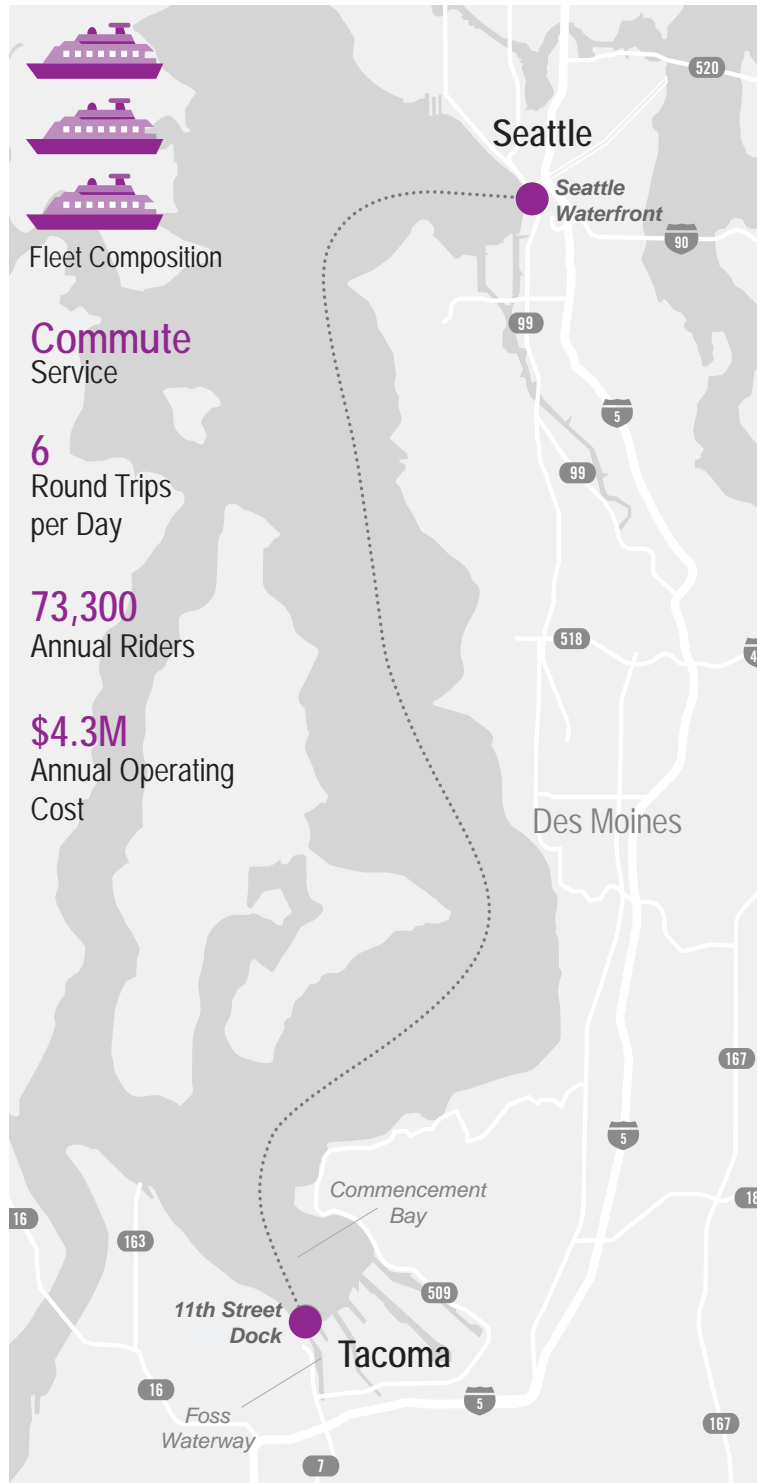 Fleet Composition
Commute
Service
6
Round Trips
per Day
73,300
Annual Riders
$4.3M
Annual Operating
Cost
520
Seattle
Seattle
Waterfront
90
99
5
99
518
4
Des Moines
167
5
Commencement
Bay
18
16
163
509
11th Street
Dock
Tacoma
16
5
Foss
Waterway
167
7